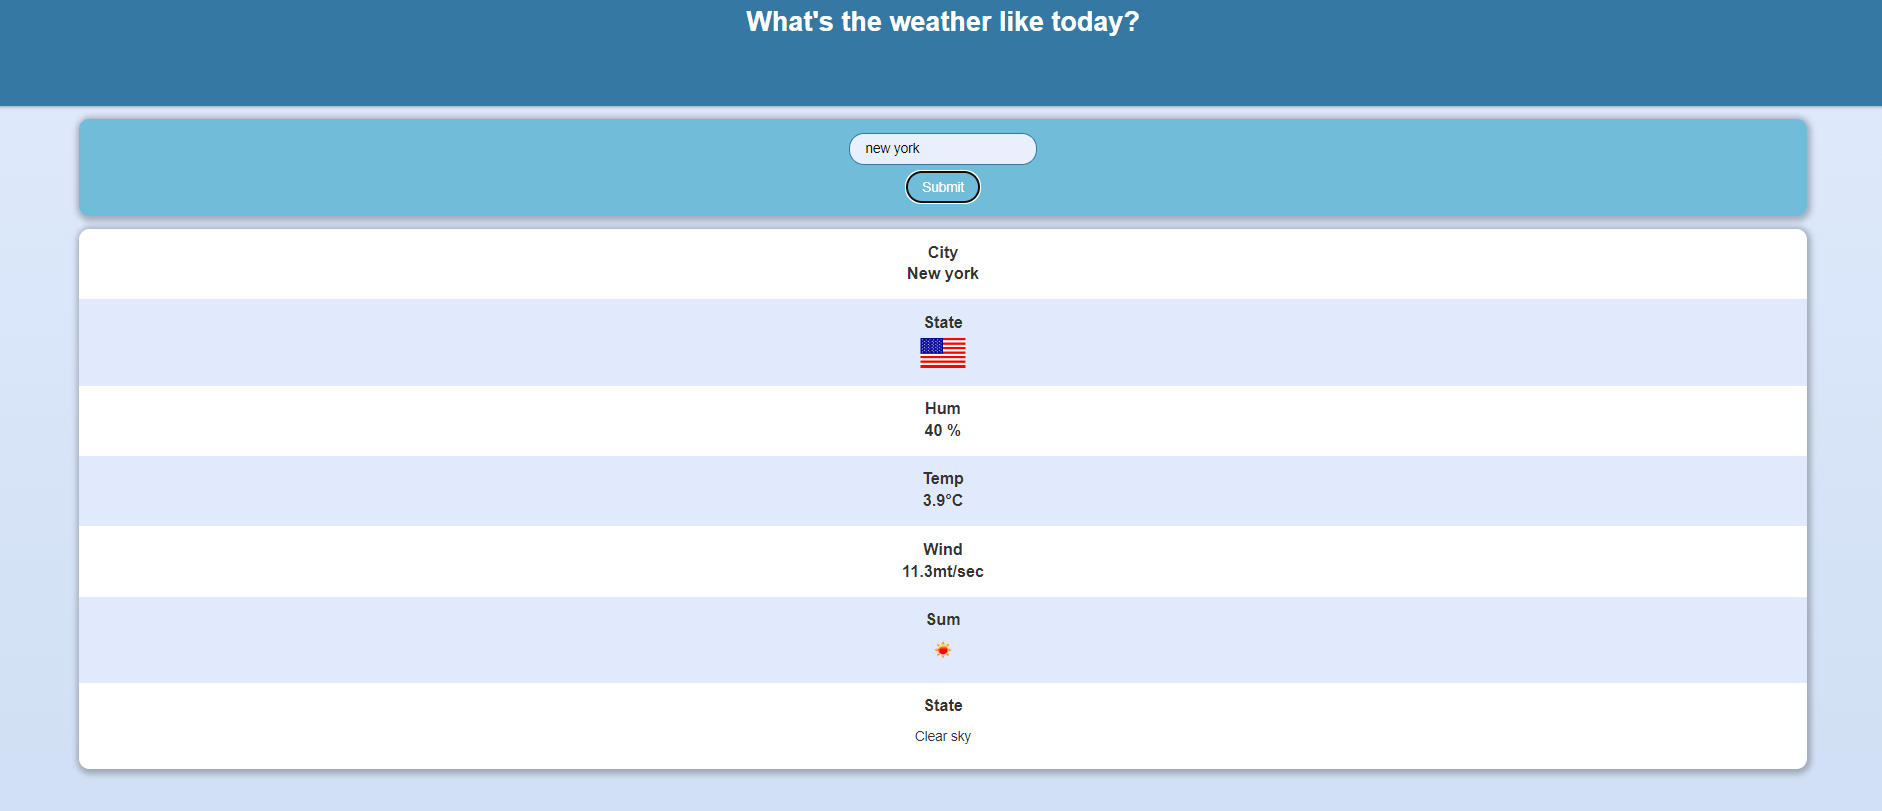 What's the weather like today?
new york
Submit
City
New york
State
Hum
40 %
Temp
3.9°C
Wind
11.3mt/sec
Sum
State
Clear sky